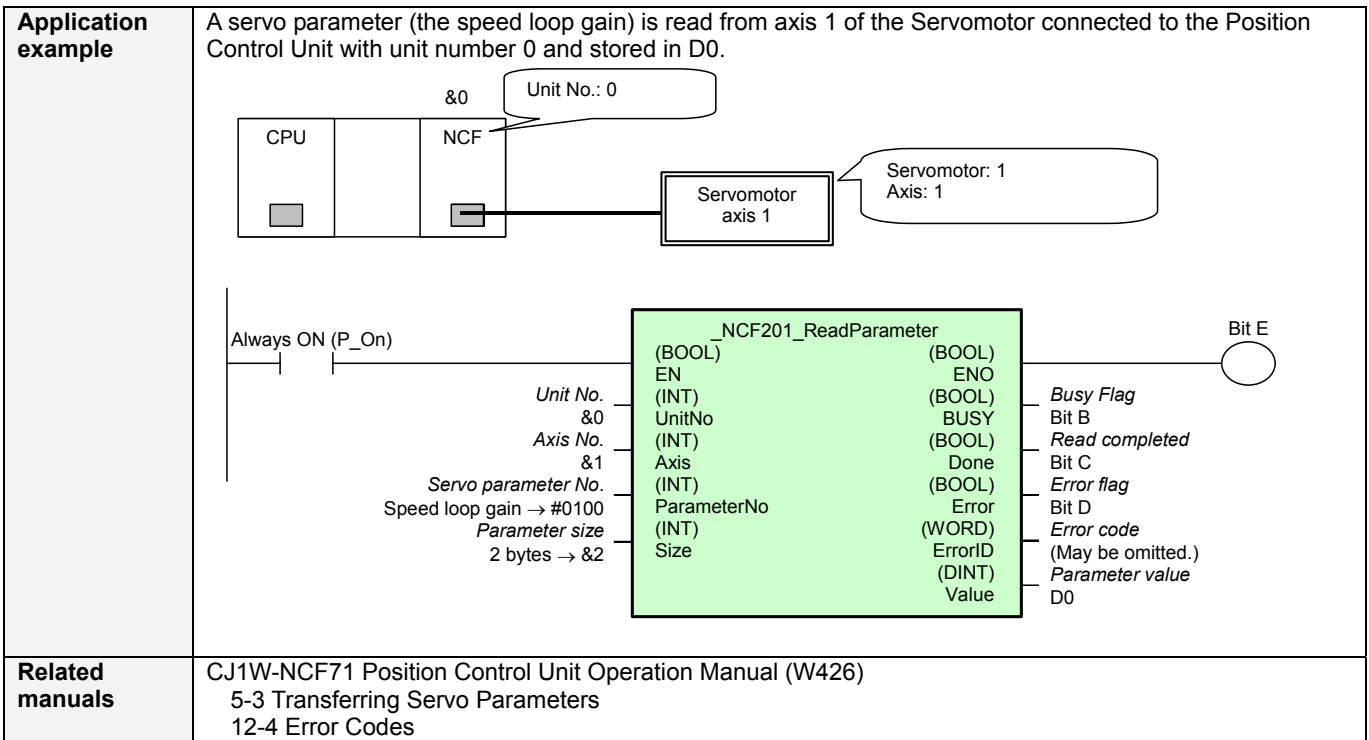 Application example
A servo parameter (the speed loop gain) is read from axis 1 of the Servomotor connected to the Position
Control Unit with unit number 0 and stored in D0.
&0
Unit No.: 0
CPU
NCF
Servomotor
axis 1
Servomotor: 1
Axis: 1
Always ON (P_On)
_NCF201_ReadParameter
Bit E
(BOOL) (BOOL)
EN ENO
Unit No. (INT) (BOOL) Busy Flag
&0 UnitNo BUSY Bit B
Axis No. (INT) (BOOL) Read completed
&1 Axis Done Bit C
Servo parameter No. (INT) (BOOL) Error flag
Speed loop gain → #0100 ParameterNo Error Bit D
Parameter size (INT) (WORD) Error code
2 bytes → &2 Size ErrorID (May be omitted.)
(DINT) Parameter value
Value D0
Related manuals
CJ1W-NCF71 Position Control Unit Operation Manual (W426)
5-3 Transferring Servo Parameters
12-4 Error Codes